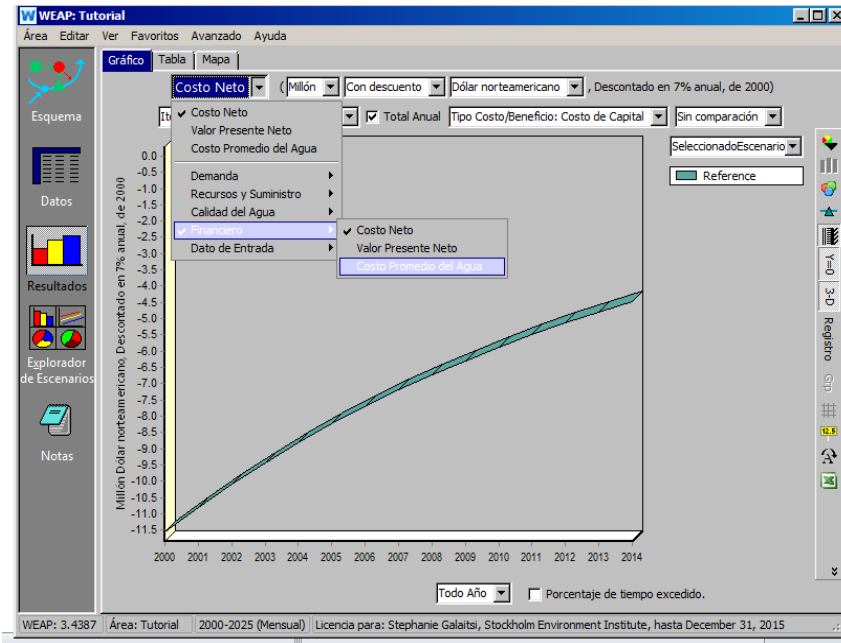 WEAP: Tutorial
Área Editar Ver Favoritos Avanzado Ayuda
Gráfico Tabla Mapa
Costo Neto ( Millón Con descuento Dólar norteamericano , Descontado en 7% anual, de 2000)
Total Anual Tipo Costo/Beneficio: Costo de Capital Sin comparación
Costo Neto
Valor Presente Neto
Costo Promedio del Agua
Demanda
Recursos y Suministro
Calidad del Agua
Financiero
Dato de Entrada
Costo Neto
Valor Presente Neto
Costo Promedio del Agua
SeleccionadoEscenario
Reference
Esquema
Datos
Resultados
Explorador
de Escenarios
Notas
Millón Dólar norteamericano, Descontado en 7% anual, de 2000
0.0
-0.5
-1.0
-1.5
-2.0
-2.5
-3.0
-3.5
-4.0
-4.5
-5.0
-5.5
-6.0
-6.5
-7.0
-7.5
-8.0
-8.5
-9.0
-9.5
-10.0
-10.5
-11.0
-11.5
2000 2001 2002 2003 2004 2005 2006 2007 2008 2009 2010 2011 2012 2013 2014
Y=0
3-D
Registro
Grp
12.5
Todo Año Porcentaje de tiempo excedido.
WEAP: 3.4387 Área: Tutorial 2000-2025 (Mensual) Licencia para: Stephanie Galaitsi, Stockholm Environment Institute, hasta December 31, 2015